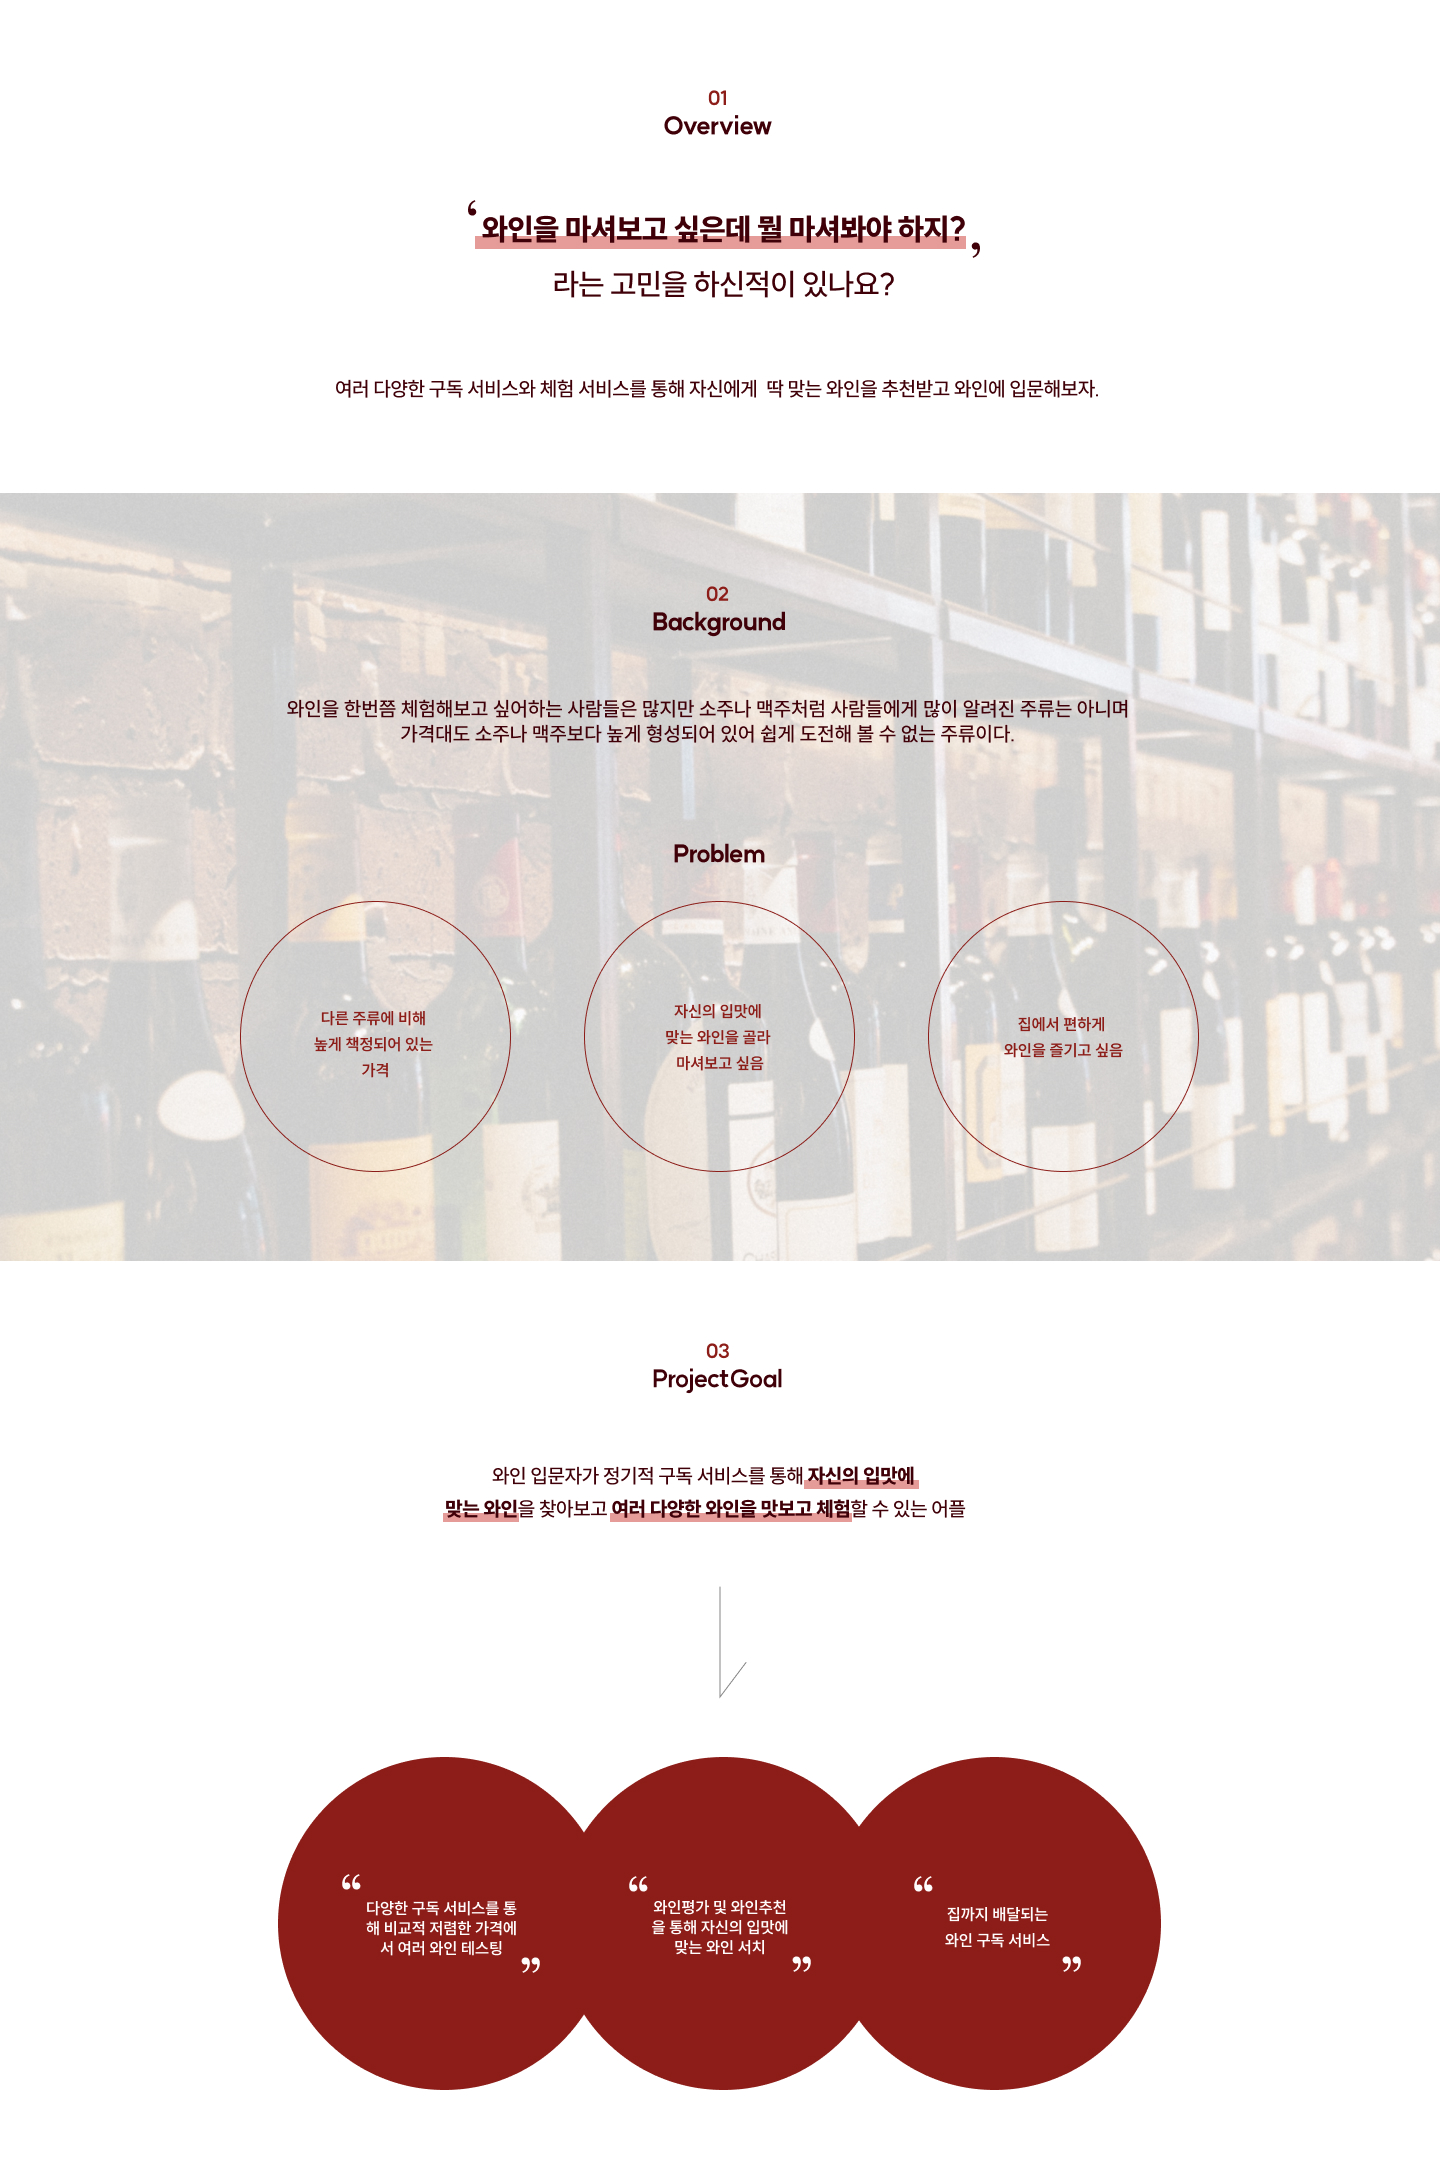 01
Overview
‘와인을 마셔보고 싶은데 뭘 마셔봐야 하지?’
라는 고민을 하신적이 있나요?
여러 다양한 구독 서비스와 체험 서비스를 통해 자신에게 딱 맞는 와인을 추천받고 와인에 입문해보자.
02
Background
와인을 한번쯤 체험해보고 싶어하는 사람들은 많지만 소주나 맥주처럼 사람들에게 많이 알려진 주류는 아니며
가격대도 소주나 맥주보다 높게 형성되어 있어 쉽게 도전해 볼 수 없는 주류이다.
Problem
다른 주류에 비해
높게 책정되어 있는
가격
자신의 입맛에
맞는 와인을 골라
마셔보고 싶음
집에서 편하게
와인을 즐기고 싶음
03
Project Goal
와인 입문자가 정기적 구독 서비스를 통해 자신의 입맛에
맞는 와인을 찾아보고 여러 다양한 와인을 맛보고 체험할 수 있는 어플
“다양한 구독 서비스를 통
해 비교적 저렴한 가격에
서 여러 와인 테스팅”
“와인평가 및 와인추천
을 통해 자신의 입맛에
맞는 와인 서치”
“집까지 배달되는
와인 구독 서비스”